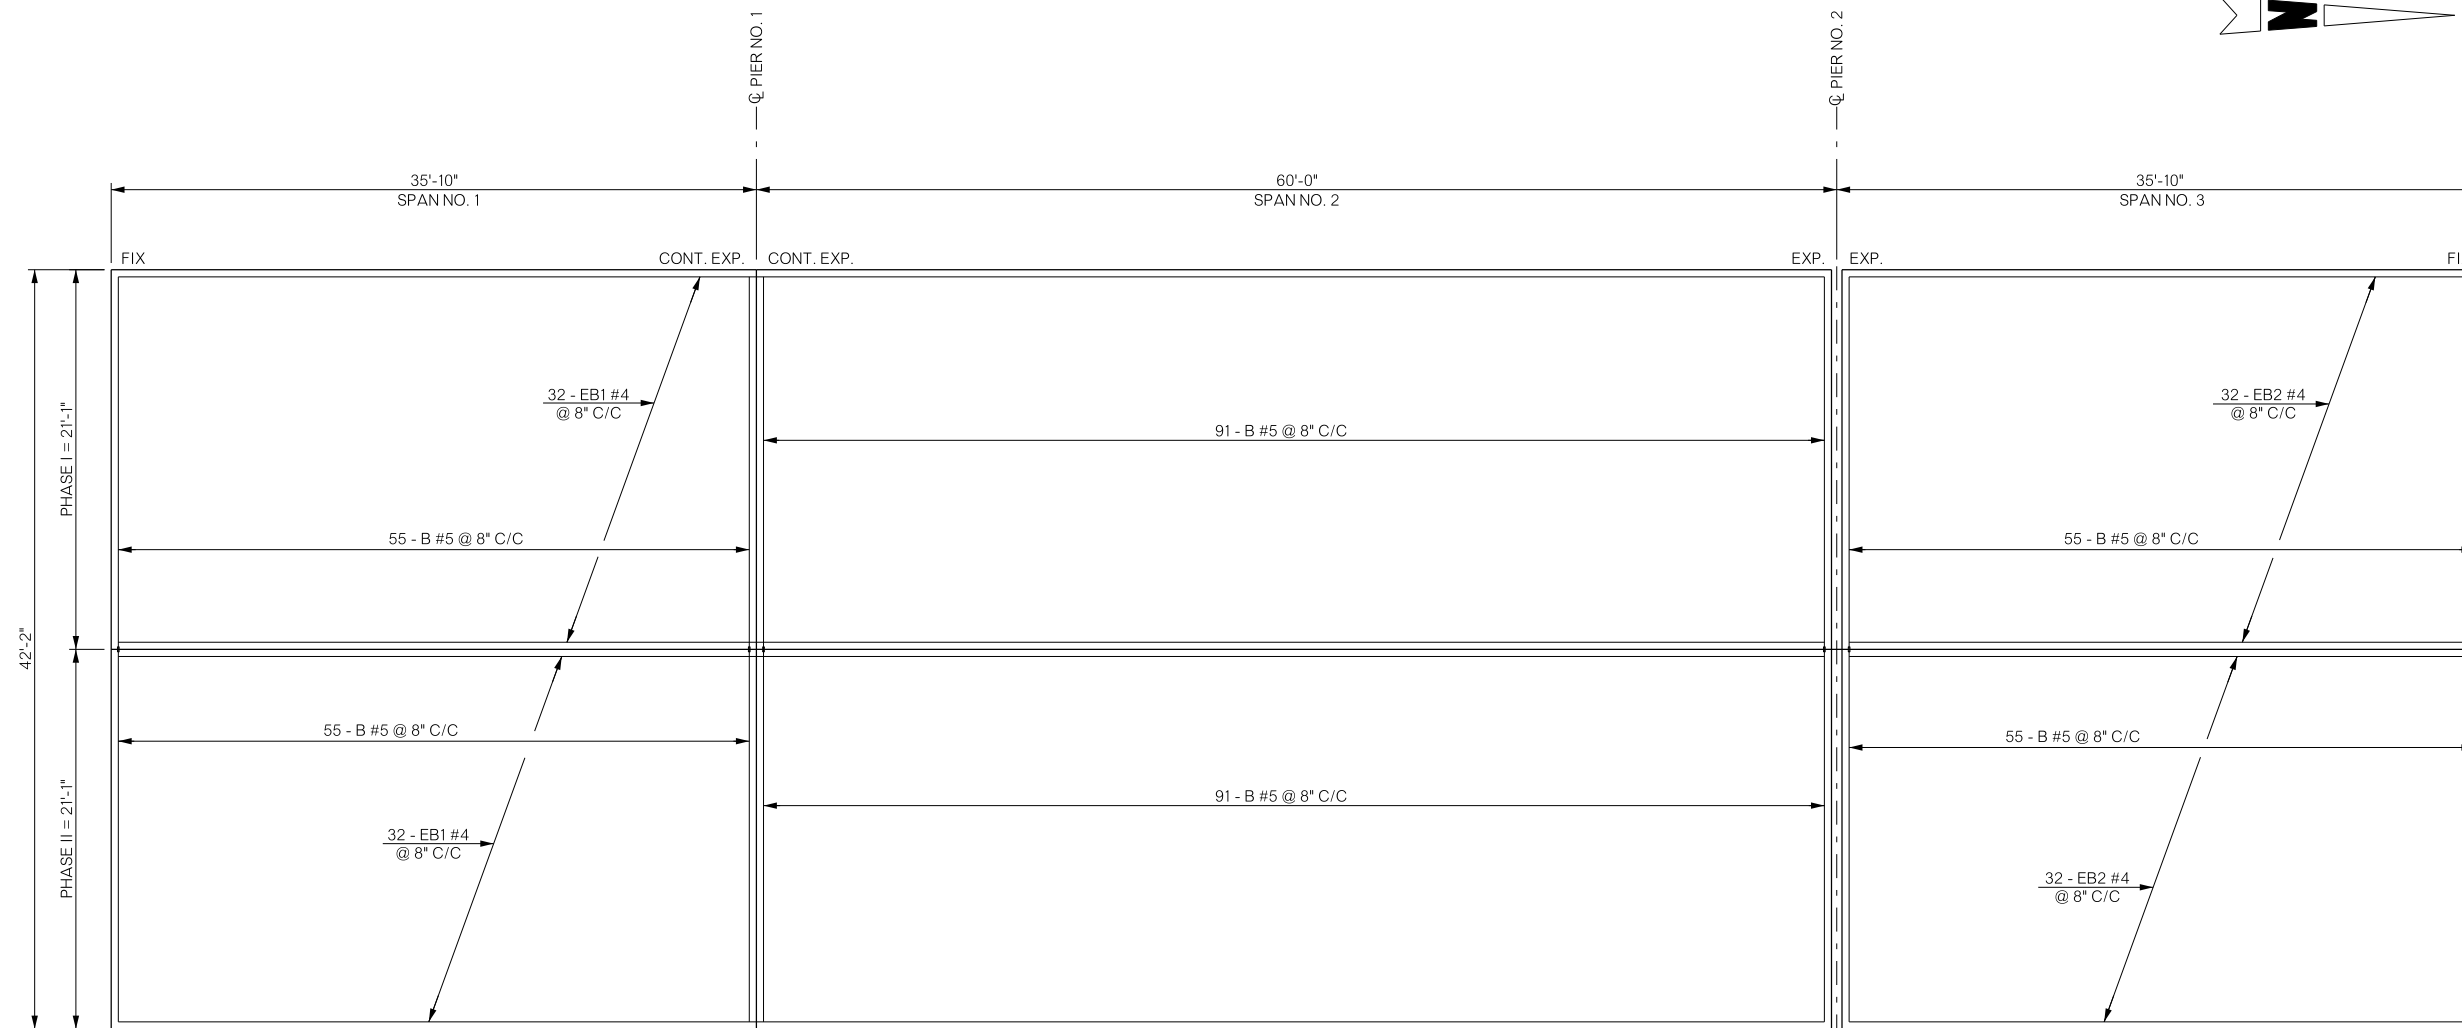 ℄ PIER NO. 1
℄ PIER NO. 2
N
35'-10"
SPAN NO. 1
60'-0"
SPAN NO. 2
35'-10"
SPAN NO. 3
FIX
CONT. EXP.
CONT. EXP.
EXP.
EXP.
32 - EB1 #4
@ 8" C/C
32 - EB2 #4
@ 8" C/C
PHASE I = 21'-1"
91 - B #5 @ 8" C/C
55 - B #5 @ 8" C/C
55 - B #5 @ 8" C/C
42'-2"
55 - B #5 @ 8" C/C
55 - B #5 @ 8" C/C
PHASE II = 21'-1"
91 - B #5 @ 8" C/C
32 - EB1 #4
@ 8" C/C
32 - EB2 #4
@ 8" C/C